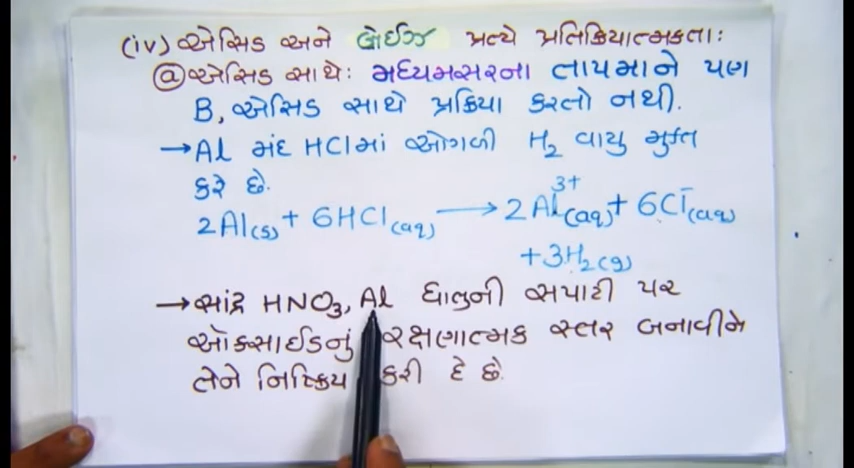 (iv) એસિડ અને બેઈઝ પ્રત્યે પ્રતિક્રિયાત્મકતા:
(a) એસિડ સાથે: મધ્યમસરના તાપમાને પણ
B, એસિડ સાથે પ્રક્રિયા કરતો નથી.
→ Al મંદ HCl માં ઓગળી H₂ વાયુ મુક્ત
કરે છે.
2Al(s) + 6HCl(aq) ⟶ 2Al³⁺(aq) + 6Cl⁻(aq)
+ 3H₂(g)
→ સાંદ્ર HNO₃, Al ધાતુની સપાટી પર
ઓક્સાઈડનું રક્ષણાત્મક સ્તર બનાવીને
તેને નિષ્ક્રિય કરી દે છે.